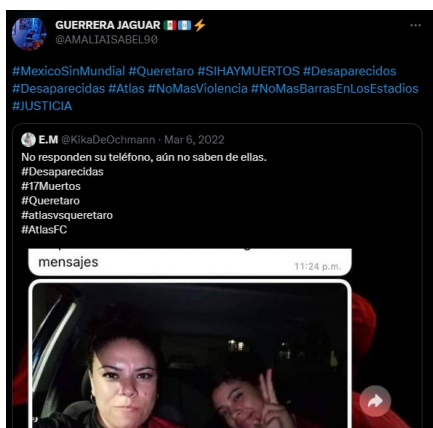 GUERRERA JAGUAR 🇲🇽🇬🇹⚡
@AMALIAISABEL90
#MexicoSinMundial #Queretaro #SIHAYMUERTOS #Desaparecidos
#Desaparecidas #Atlas #NoMasViolencia #NoMasBarrasEnLosEstadios
#JUSTICIA
E.M @KikaDeOchmann · Mar 6, 2022
No responden su teléfono, aún no saben de ellas.
#Desaparecidas
#17Muertos
#Queretaro
#atlasvsqueretaro
#AtlasFC
mensajes
11:24 p.m.